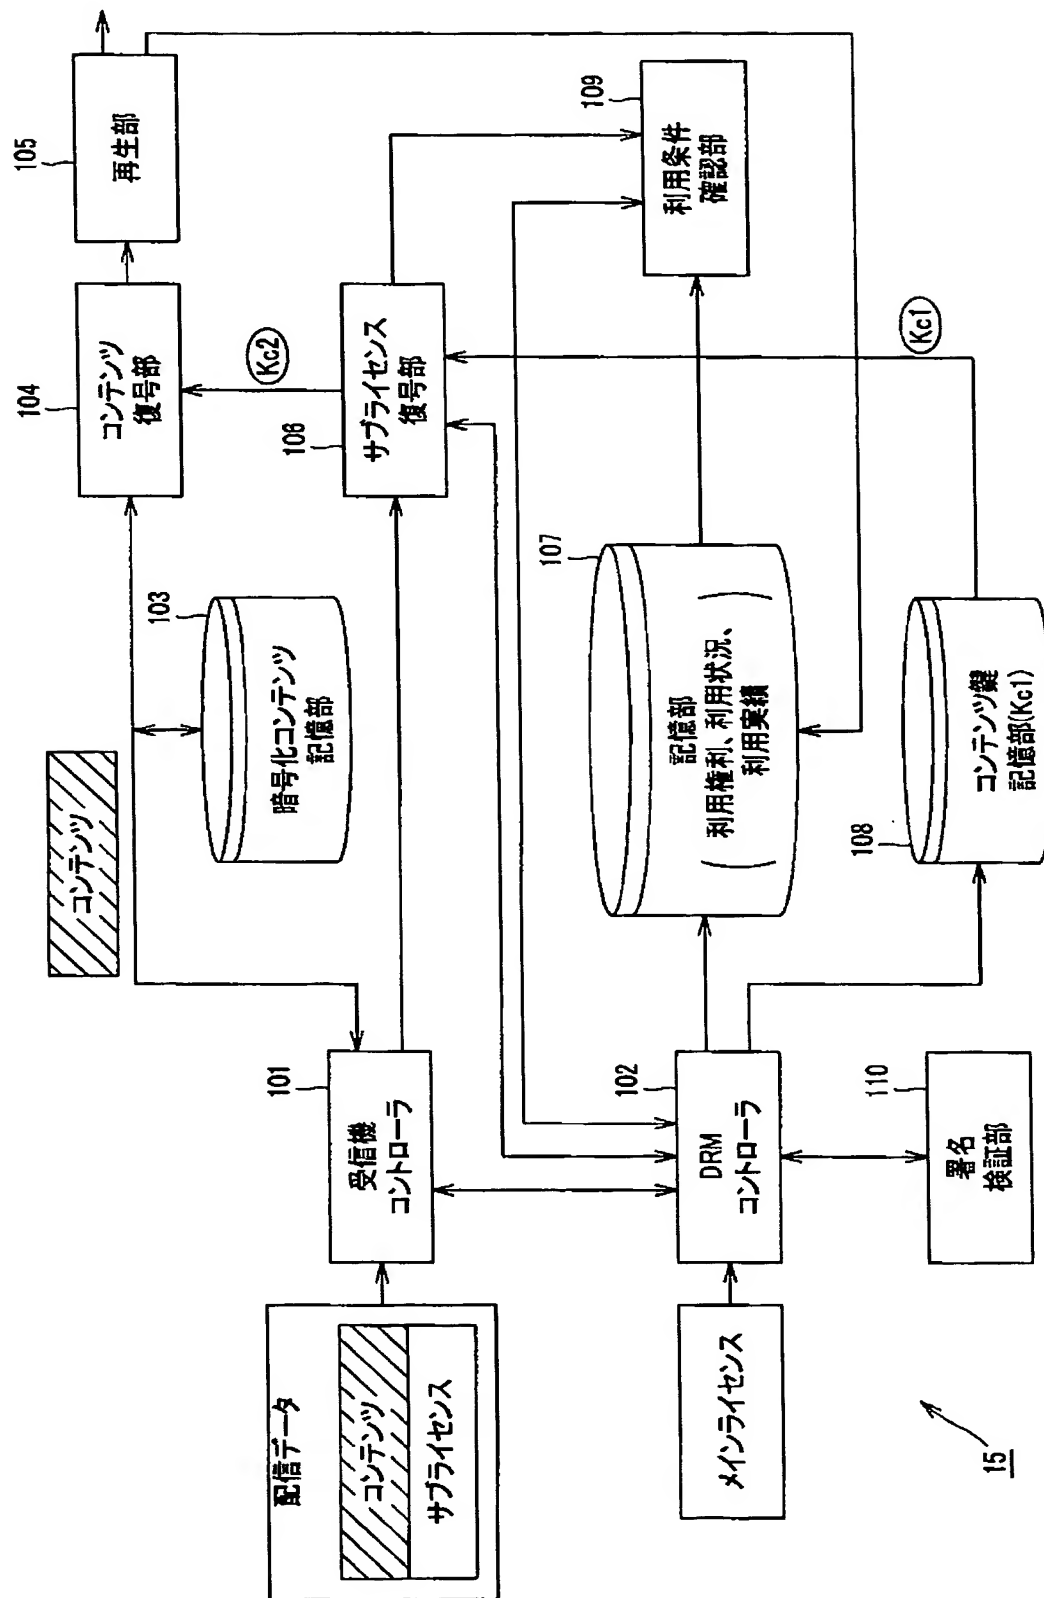 配信データ
コンテンツ
サブライセンス
メインライセンス
101
受信機
コントローラ
102
DRM
コントローラ
110
署名
検証部
コンテンツ
103
暗号化コンテンツ
記憶部
107
記憶部
(利用権利、利用状況、
利用実績)
108
コンテンツ鍵
記憶部(Kc1)
104
コンテンツ
復号部
Kc2
106
サブライセンス
復号部
Kc1
105
再生部
109
利用条件
確認部
15